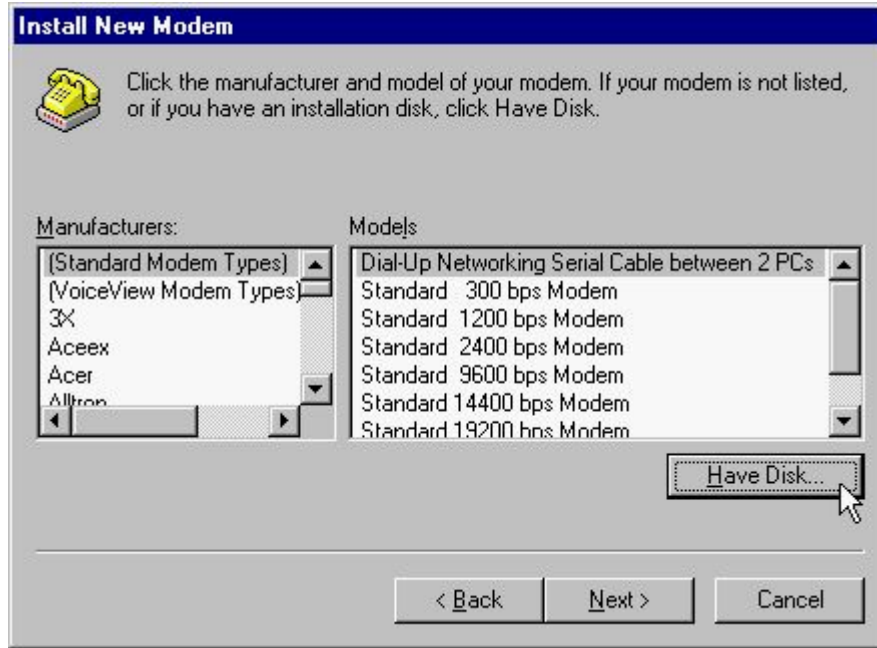 Install New Modem
Click the manufacturer and model of your modem. If your modem is not listed,
or if you have an installation disk, click Have Disk.
Manufacturers:
(Standard Modem Types)
(VoiceView Modem Types)
3X
Aceex
Acer
Alltron
Models
Dial-Up Networking Serial Cable between 2 PCs
Standard 300 bps Modem
Standard 1200 bps Modem
Standard 2400 bps Modem
Standard 9600 bps Modem
Standard 14400 bps Modem
Standard 19200 bps Modem
Have Disk...
< Back
Next >
Cancel